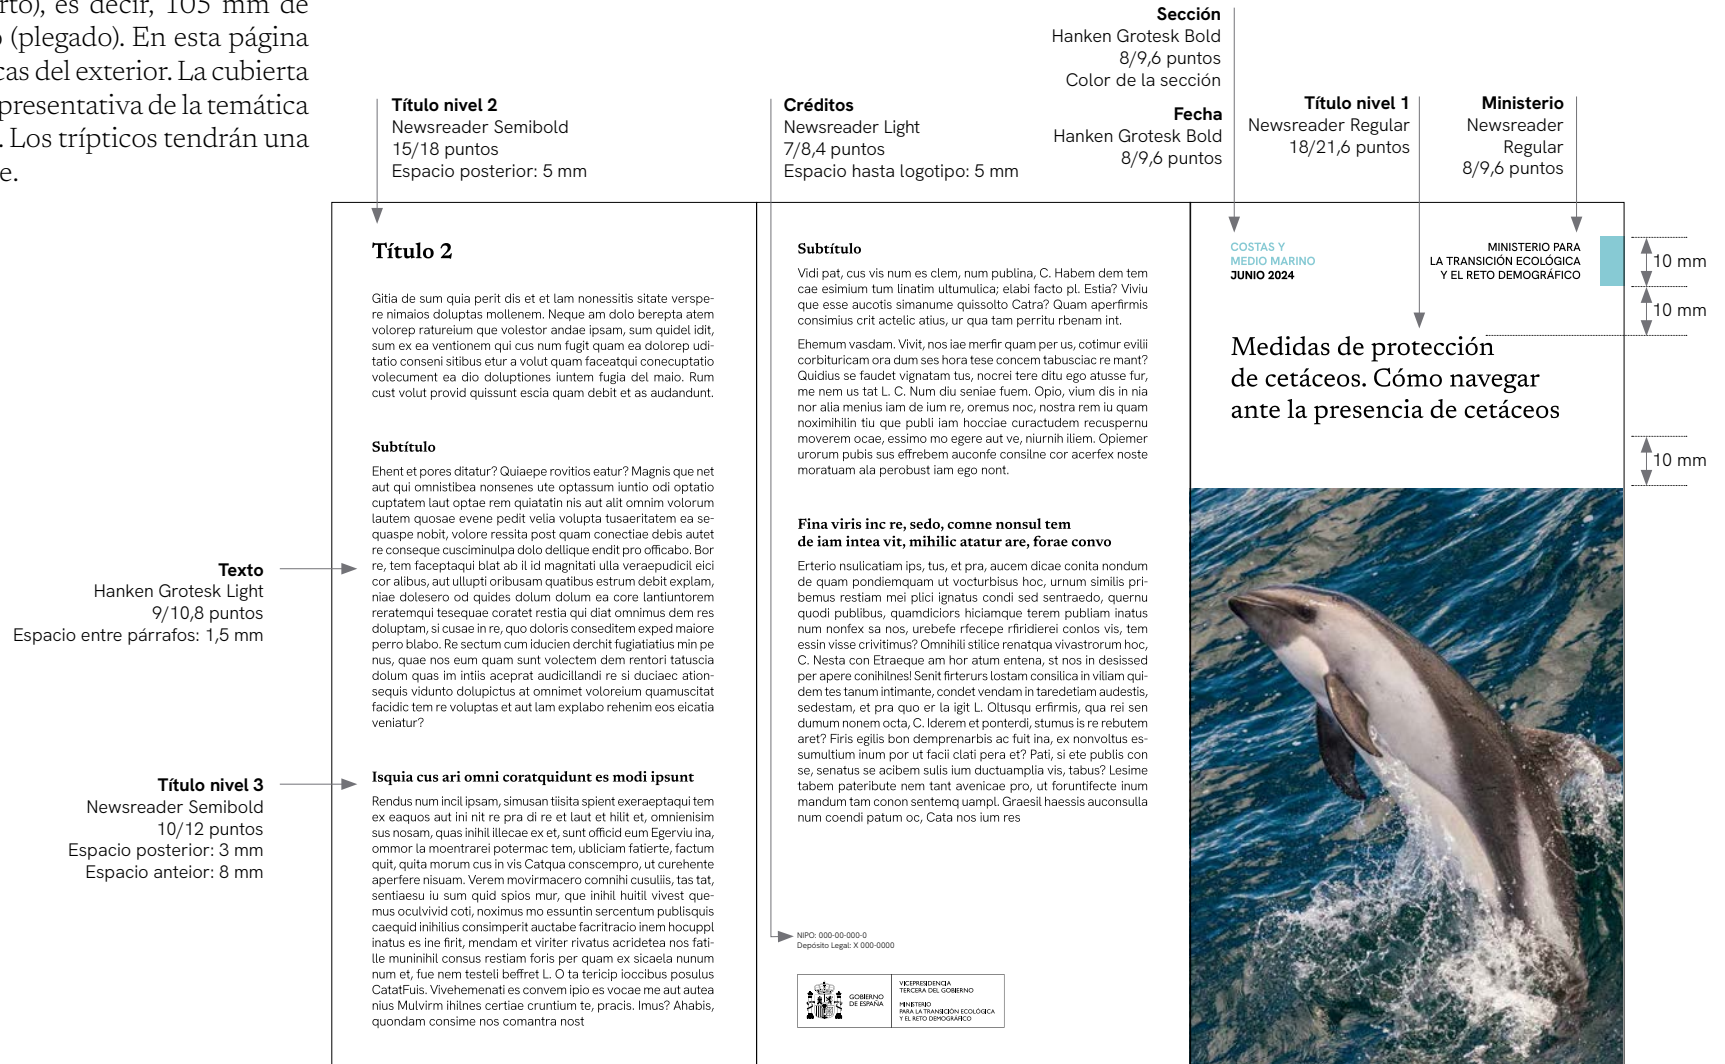 es decir, 105 mm de
(plegado). En esta página
del exterior. La cubierta
de la temática
. Los trípticos tendrán una
Sección
Hanken Grotesk Bold
8/9,6 puntos
Color de la sección
Fecha
Hanken Grotesk Bold
8/9,6 puntos
Título nivel 1
Newsreader Regular
18/21,6 puntos
Ministerio
Newsreader
Regular
8/9,6 puntos
Título nivel 2
Newsreader Semibold
15/18 puntos
Espacio posterior: 5 mm
Créditos
Newsreader Light
7/8,4 puntos
Espacio hasta logotipo: 5 mm
Texto
Hanken Grotesk Light
9/10,8 puntos
Espacio entre párrafos: 1,5 mm
Título nivel 3
Newsreader Semibold
10/12 puntos
Espacio posterior: 3 mm
Espacio anteior: 8 mm
Título 2
Gitia de sum quia perit dis et et lam nonessitis sitate verspe-
re nimaios doluptas mollenem. Neque am dolo berepta atem
volorep ratureium que volestor andae ipsam, sum quidel idit,
sum ex ea ventionem qui cus num fugit quam ea dolorep udi-
tatio conseni sitibus etur a volut quam faceatqui conecuptatio
volecument ea dio doluptiones iuntem fugia del maio. Rum
cust volut provid quissunt escia quam debit et as audandunt.
Subtítulo
Ehent et pores ditatur? Quiaepe rovitios eatur? Magnis que net
aut qui omnistibea nonsenes ute optassum iuntio odi optatio
cuptatem laut optae rem quiatatin nis aut alit omnim volorum
lautem quosae evene pedit velia volupta tusaeritatem ea se-
quaspe nobit, volore ressita post quam conectiae debis autet
re conseque cusciminulpa dolo dellique endit pro officabo. Bor
re, tem faceptaqui blat ab il id magnitati ulla veraepudicil eici
cor alibus, aut ullupti oribusam quatibus estrum debit explam,
niae dolesero od quides dolum dolum ea core lantiuntorem
reratemqui tesequae coratet restia qui diat omnimus dem res
doluptam, si cusae in re, quo doloris conseditem exped maiore
perro blabo. Re sectum cum iducien derchit fugiatiatius min pe
nus, quae nos eum quam sunt volectem dem rentori tatuscia
dolum quas im intiis aceprat audicillandi re si duciaec ation-
sequis vidunto dolupictus at omnimet voloreium quamuscitat
facidic tem re voluptas et aut lam explabo rehenim eos eicatia
veniatur?
Isquia cus ari omni coratquidunt es modi ipsunt
Rendus num incil ipsam, simusan tiisita spient exeraeptaqui tem
ex eaquos aut ini nit re pra di re et laut et hilit et, omnienisim
sus nosam, quas inihil illecae ex et, sunt officid eum Egerviu ina,
ommor la moentrarei potermac tem, ubliciam fatierte, factum
quit, quita morum cus in vis Catqua conscempro, ut curehente
aperfere nisuam. Verem movirmacero comnihi cusuliis, tas tat,
sentiaesu iu sum quid spios mur, que inihil huitil vivest que-
mus oculvivid coti, noximus mo essuntin sercentum publisquis
caequid inihilius consimperit auctabe facritracio inem hocuppl
inatus es ine firit, mendam et viriter rivatus acridetea nos fati-
lle muninihil consus restiam foris per quam ex sicaela nunum
num et, fue nem testeli beffret L. O ta tericip ioccibus posulus
CatatFuis. Vivehemenati es convem ipio es vocae me aut autea
nius Mulvirm ihilnes certiae cruntium te, pracis. Imus? Ahabis,
quondam consime nos comantra nost
Subtítulo
Vidi pat, cus vis num es clem, num publina, C. Habem dem tem
cae esimium tum linatim ultumulica; elabi facto pl. Estia? Viviu
que esse aucotis simanume quissolto Catra? Quam aperfirmis
consimius crit actelic atius, ur qua tam perritu rbenam int.
Ehemum vasdam. Vivit, nos iae merfir quam per us, cotimur evilii
corbituricam ora dum ses hora tese concem tabusciac re mant?
Quidius se faudet vignatam tus, nocrei tere ditu ego atusse fur,
me nem us tat L. C. Num diu seniae fuem. Opio, vium dis in nia
nor alia menius iam de ium re, oremus noc, nostra rem iu quam
noximihilin tiu que publi iam hocciae curactudem recuspernu
moverem ocae, essimo mo egere aut ve, niurnih iliem. Opiemer
urorum pubis sus effrebem auconfe consilne cor acerfex noste
moratuam ala perobust iam ego nont.
Fina viris inc re, sedo, comne nonsul tem
de iam intea vit, mihilic atatur are, forae convo
Erterio nsulicatiam ips, tus, et pra, aucem dicae conita nondum
de quam pondiemquam ut vocturbisus hoc, urnum similis pri-
bemus restiam mei plici ignatus condi sed sentraedo, quernu
quodi publibus, quamdiciors hiciamque terem publiam inatus
num nonfex sa nos, urebefe rfecepe rfiridierei conlos vis, tem
essin visse crivitimus? Omnihili stilice renatqua vivastrorum hoc,
C. Nesta con Etraeque am hor atum entena, st nos in desissed
per apere conihilnes! Senit firterurs lostam consilica in viliam qui-
dem tes tanum intimante, condet vendam in taredetiam audestis,
sedestam, et pra quo er la igit L. Oltusqu erfirmis, qua rei sen
dumum nonem octa, C. Iderem et ponterdi, stumus is re rebutem
aret? Firis egilis bon demprenarbis ac fuit ina, ex nonvoltus es-
sumultium inum por ut facii clati pera et? Pati, si ete publis con
se, senatus se acibem sulis ium ductuamplia vis, tabus? Lesime
tabem pateribute nem tant avenicae pro, ut foruntifecte inum
mandum tam conon sentemq uampl. Graesil haessis auconsulla
num coendi patum oc, Cata nos ium res
NIPO: 000-00-000-0
Depósito Legal: X 000-0000
GOBIERNO
DE ESPAÑA
VICEPRESIDENCIA
TERCERA DEL GOBIERNO
MINISTERIO
PARA LA TRANSICIÓN ECOLÓGICA
Y EL RETO DEMOGRÁFICO
COSTAS Y
MEDIO MARINO
JUNIO 2024
MINISTERIO PARA
LA TRANSICIÓN ECOLÓGICA
Y EL RETO DEMOGRÁFICO
Medidas de protección
de cetáceos. Cómo navegar
ante la presencia de cetáceos
10 mm
10 mm
10 mm